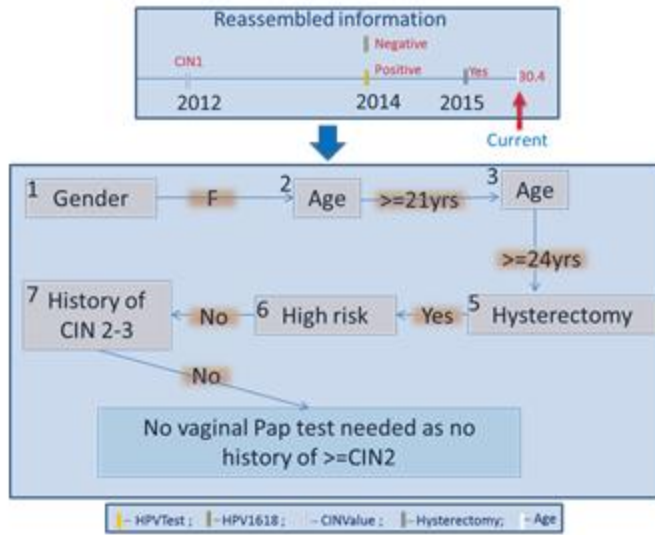 Reassembled information
Negative
CIN1
Positive
Yes
30.4
2012
2014
2015
Current
1 Gender
F
2 Age
>=21yrs
3 Age
>=24yrs
7 History of
CIN 2-3
No
6 High risk
Yes
5 Hysterectomy
No
No vaginal Pap test needed as no
history of >=CIN2
– HPVTest ; – HPV1618 ; – CINValue ; – Hysterectomy; – Age